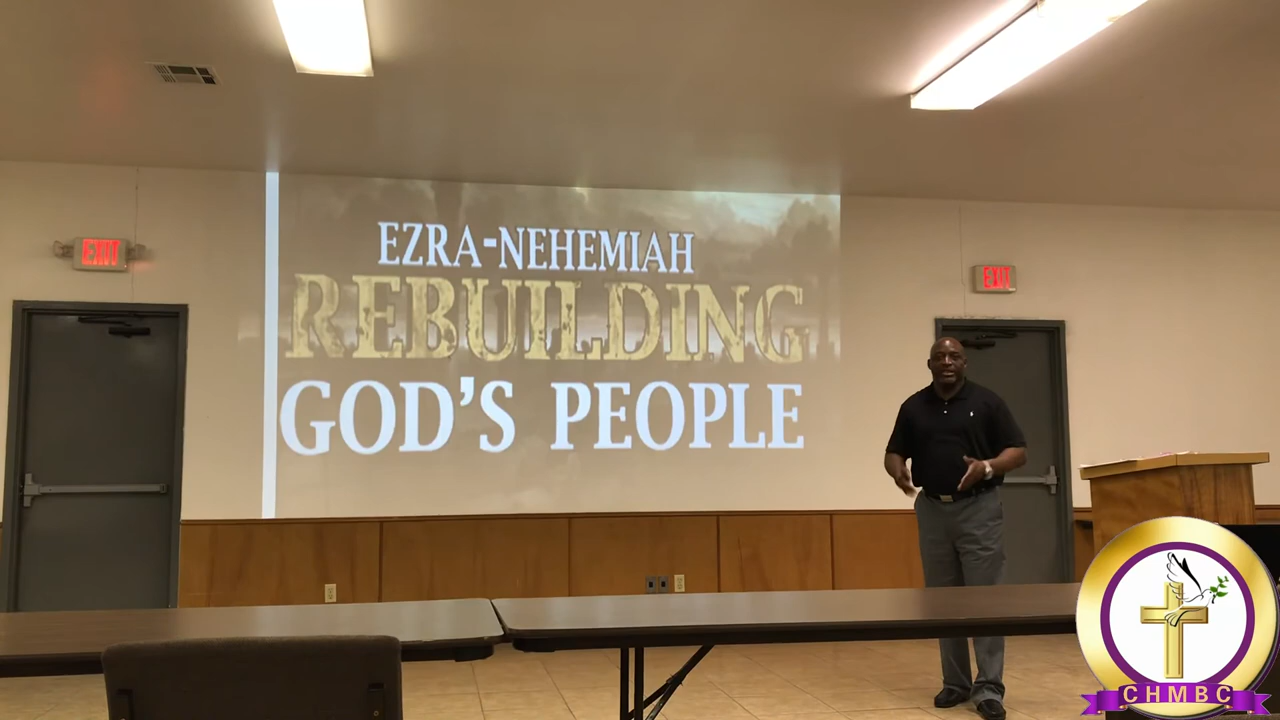 EXIT
EZRA-NEHEMIAH
REBUILDING
GOD'S PEOPLE
EXIT
CHMBC